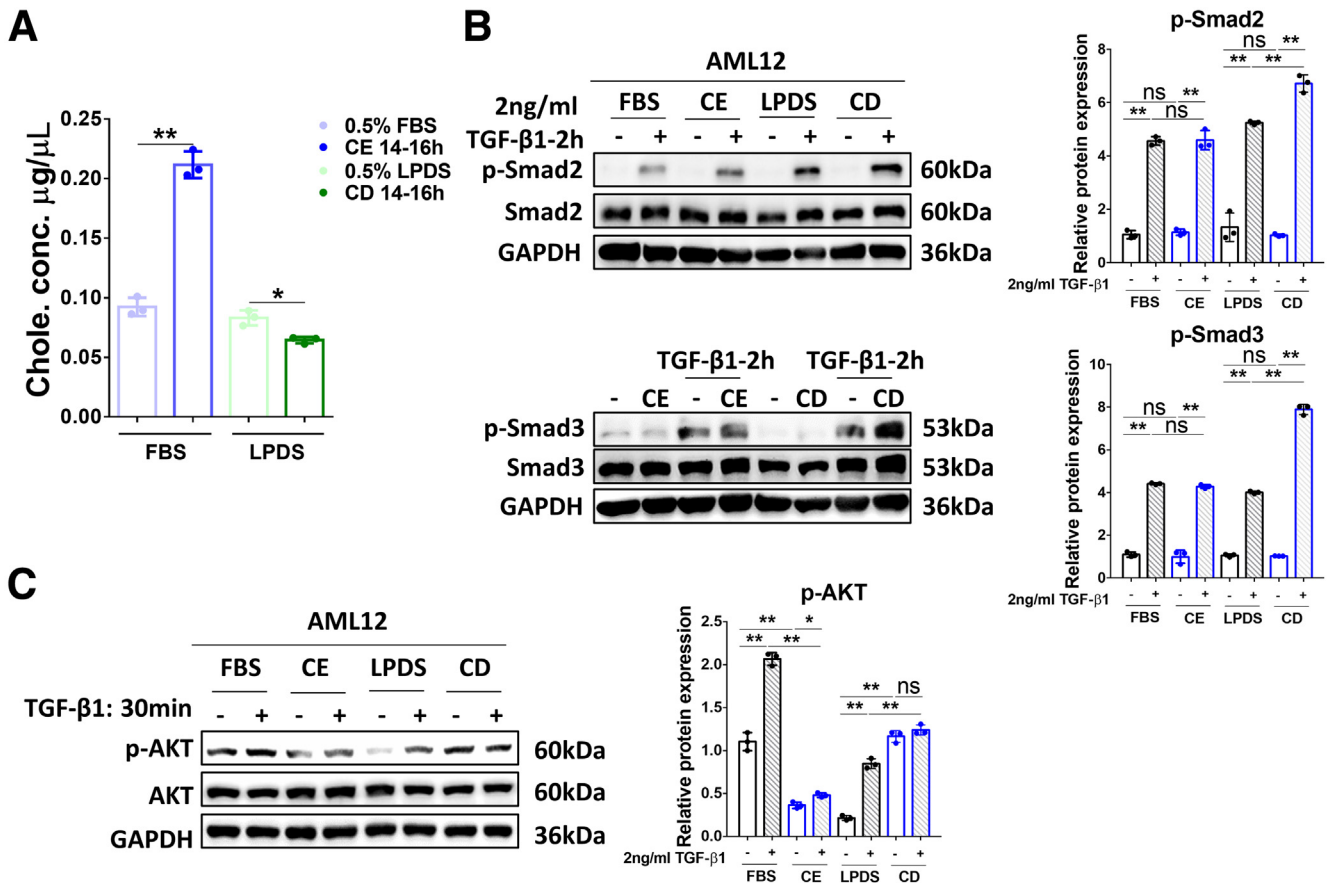 A
Chole. conc. μg/μL
0.25
0.20
0.15
0.10
0.05
0.00
**
*
FBS LPDS
0.5% FBS
CE 14-16h
0.5% LPDS
CD 14-16h
B
AML12
2ng/ml FBS CE LPDS CD
TGF-β1-2h - + - + - + - +
p-Smad2 60kDa
Smad2 60kDa
GAPDH 36kDa
p-Smad2
Relative protein expression
8
6
4
2
0
ns **
** **
ns **
** ns
- + - + - + - +
2ng/ml TGF-β1
FBS CE LPDS CD
TGF-β1-2h TGF-β1-2h
- CE - CE - CD - CD
p-Smad3 53kDa
Smad3 53kDa
GAPDH 36kDa
p-Smad3
Relative protein expression
10
8
6
4
2
0
ns **
** **
ns **
** ns
- + - + - + - +
2ng/ml TGF-β1
FBS CE LPDS CD
C
AML12
FBS CE LPDS CD
TGF-β1: 30min - + - + - + - +
p-AKT 60kDa
AKT 60kDa
GAPDH 36kDa
p-AKT
Relative protein expression
2.5
2.0
1.5
1.0
0.5
0.0
** *
** **
** ns
** **
- + - + - + - +
2ng/ml TGF-β1
FBS CE LPDS CD